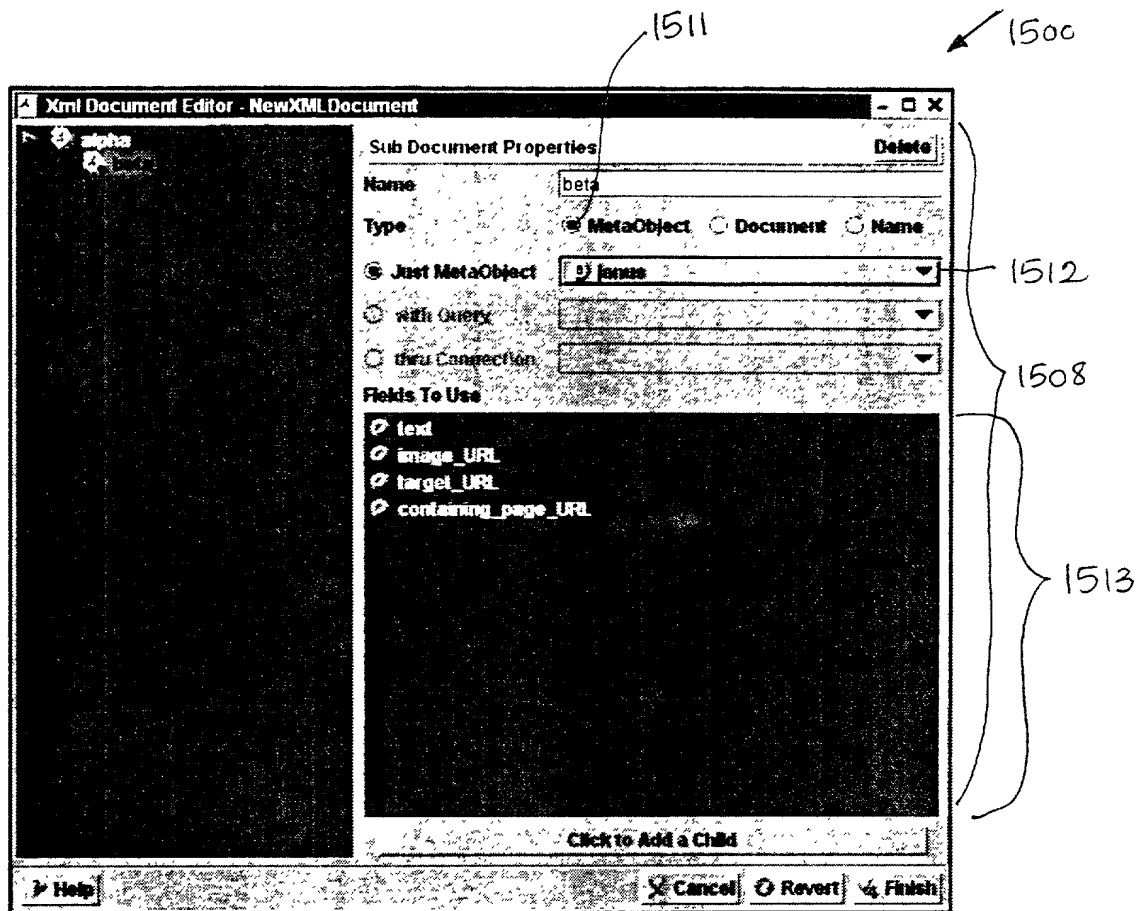 1511
1500
Xml Document Editor - NewXMLDocument
alpha
Sub Document Properties Delete
Name beta
Type MetaObject Document Name
Just MetaObject
1512
with Query
thru Connection
1508
Fields To Use
text
image_URL
target_URL
containing_page_URL
1513
Click to Add a Child
Help Cancel Revert Finish